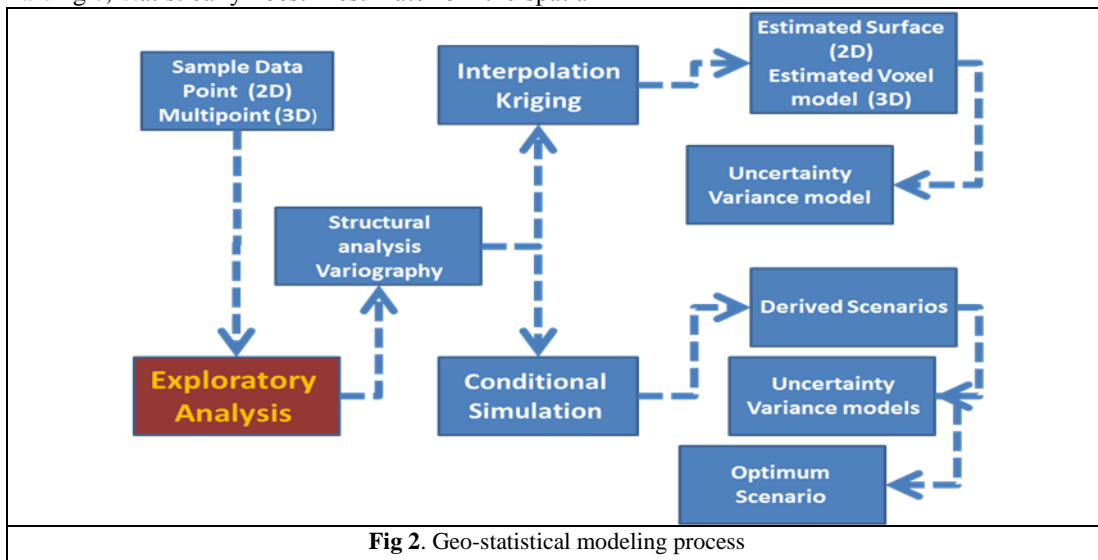 Sample Data
Point (2D)
Multipoint (3D)
Interpolation
Kriging
Estimated Surface
(2D)
Estimated Voxel
model (3D)
Uncertainty
Variance model
Structural
analysis
Variography
Exploratory
Analysis
Conditional
Simulation
Derived Scenarios
Uncertainty
Variance models
Optimum
Scenario
Fig 2. Geo-statistical modeling process